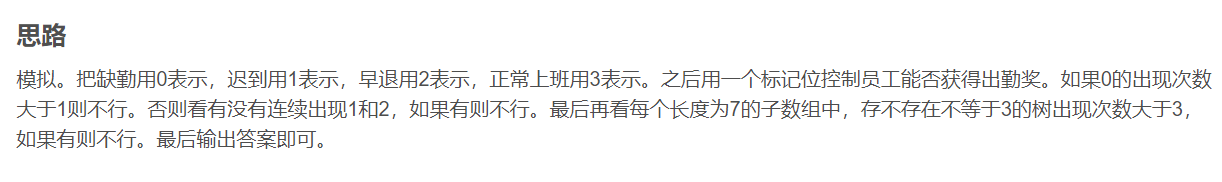 思路
模拟。把缺勤用0表示，迟到用1表示，早退用2表示，正常上班用3表示。之后用一个标记位控制员工能否获得出勤奖。如果0的出现次数
大于1则不行。否则看有没有连续出现1和2，如果有则不行。最后再看每个长度为7的子数组中，存不存在不等于3的树出现次数大于3，
如果有则不行。最后输出答案即可。